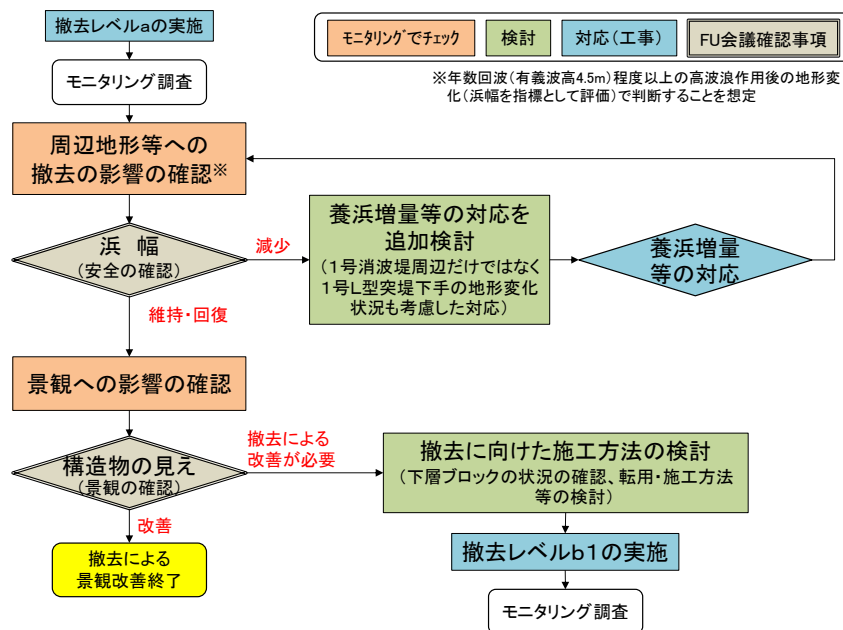 撤去レベルaの実施
モニタリング調査
モニタリングでチェック
検討
対応(工事)
FU会議確認事項
※年数回波(有義波高4.5m)程度以上の高波浪作用後の地形変
化(浜幅を指標として評価)で判断することを想定
周辺地形等への
撤去の影響の確認※
浜 幅
(安全の確認)
減少
養浜増量等の対応を
追加検討
(1号消波堤周辺だけではなく
1号L型突堤下手の地形変化
状況も考慮した対応)
養浜増量
等の対応
維持・回復
景観への影響の確認
構造物の見え
(景観の確認)
撤去による
改善が必要
撤去に向けた施工方法の検討
(下層ブロックの状況の確認、転用・施工方法
等の検討)
改善
撤去による
景観改善終了
撤去レベルb1の実施
モニタリング調査